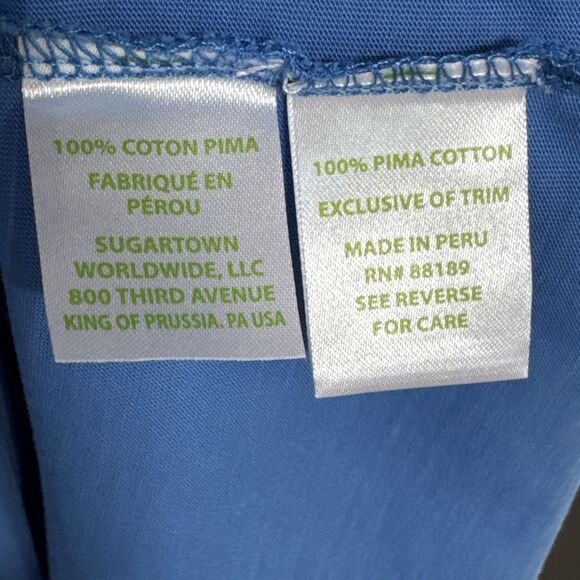 100% COTON PIMA
FABRIQUÉ EN
PÉROU
SUGARTOWN
WORLDWIDE, LLC
800 THIRD AVENUE
KING OF PRUSSIA. PA USA
100% PIMA COTTON
EXCLUSIVE OF TRIM
MADE IN PERU
RN# 88189
SEE REVERSE
FOR CARE